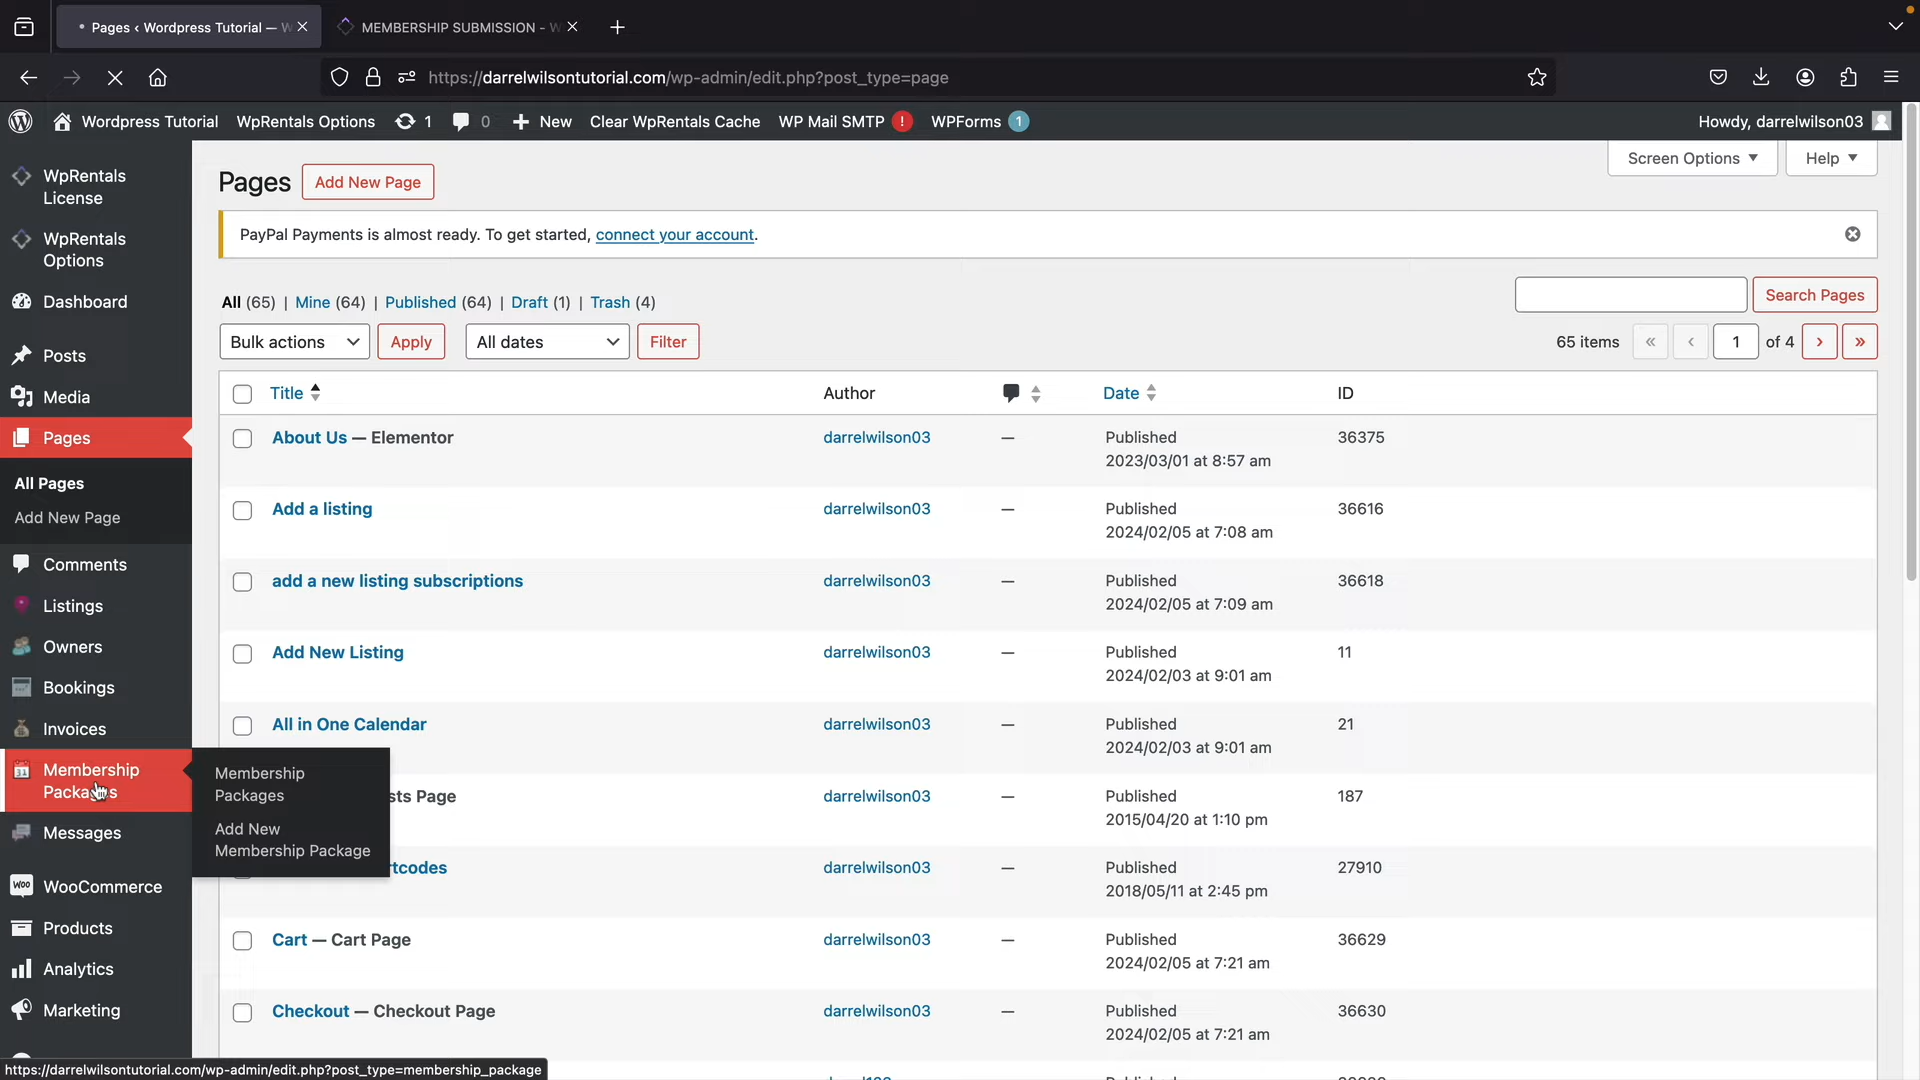 Pages ‹ Wordpress Tutorial — W
MEMBERSHIP SUBMISSION - W
https://darrelwilsontutorial.com/wp-admin/edit.php?post_type=page
Wordpress Tutorial WpRentals Options 1 0 New Clear WpRentals Cache WP Mail SMTP ! WPForms 1 Howdy, darrelwilson03
WpRentals
License
WpRentals
Options
Dashboard
Posts
Media
Pages
All Pages
Add New Page
Comments
Listings
Owners
Bookings
Invoices
Membership
Packages
Messages
WOO WooCommerce
Products
Analytics
Marketing
Membership
Packages
Add New
Membership Package
Screen Options Help
Pages Add New Page
PayPal Payments is almost ready. To get started, connect your account.
All (65) | Mine (64) | Published (64) | Draft (1) | Trash (4)
Search Pages
Bulk actions Apply All dates Filter
65 items « ‹ 1 of 4 › »
Title Author Date ID
About Us — Elementor darrelwilson03 — Published 36375
2023/03/01 at 8:57 am
Add a listing darrelwilson03 — Published 36616
2024/02/05 at 7:08 am
add a new listing subscriptions darrelwilson03 — Published 36618
2024/02/05 at 7:09 am
Add New Listing darrelwilson03 — Published 11
2024/02/03 at 9:01 am
All in One Calendar darrelwilson03 — Published 21
2024/02/03 at 9:01 am
sts Page darrelwilson03 — Published 187
2015/04/20 at 1:10 pm
tcodes darrelwilson03 — Published 27910
2018/05/11 at 2:45 pm
Cart — Cart Page darrelwilson03 — Published 36629
2024/02/05 at 7:21 am
Checkout — Checkout Page darrelwilson03 — Published 36630
2024/02/05 at 7:21 am
https://darrelwilsontutorial.com/wp-admin/edit.php?post_type=membership_package